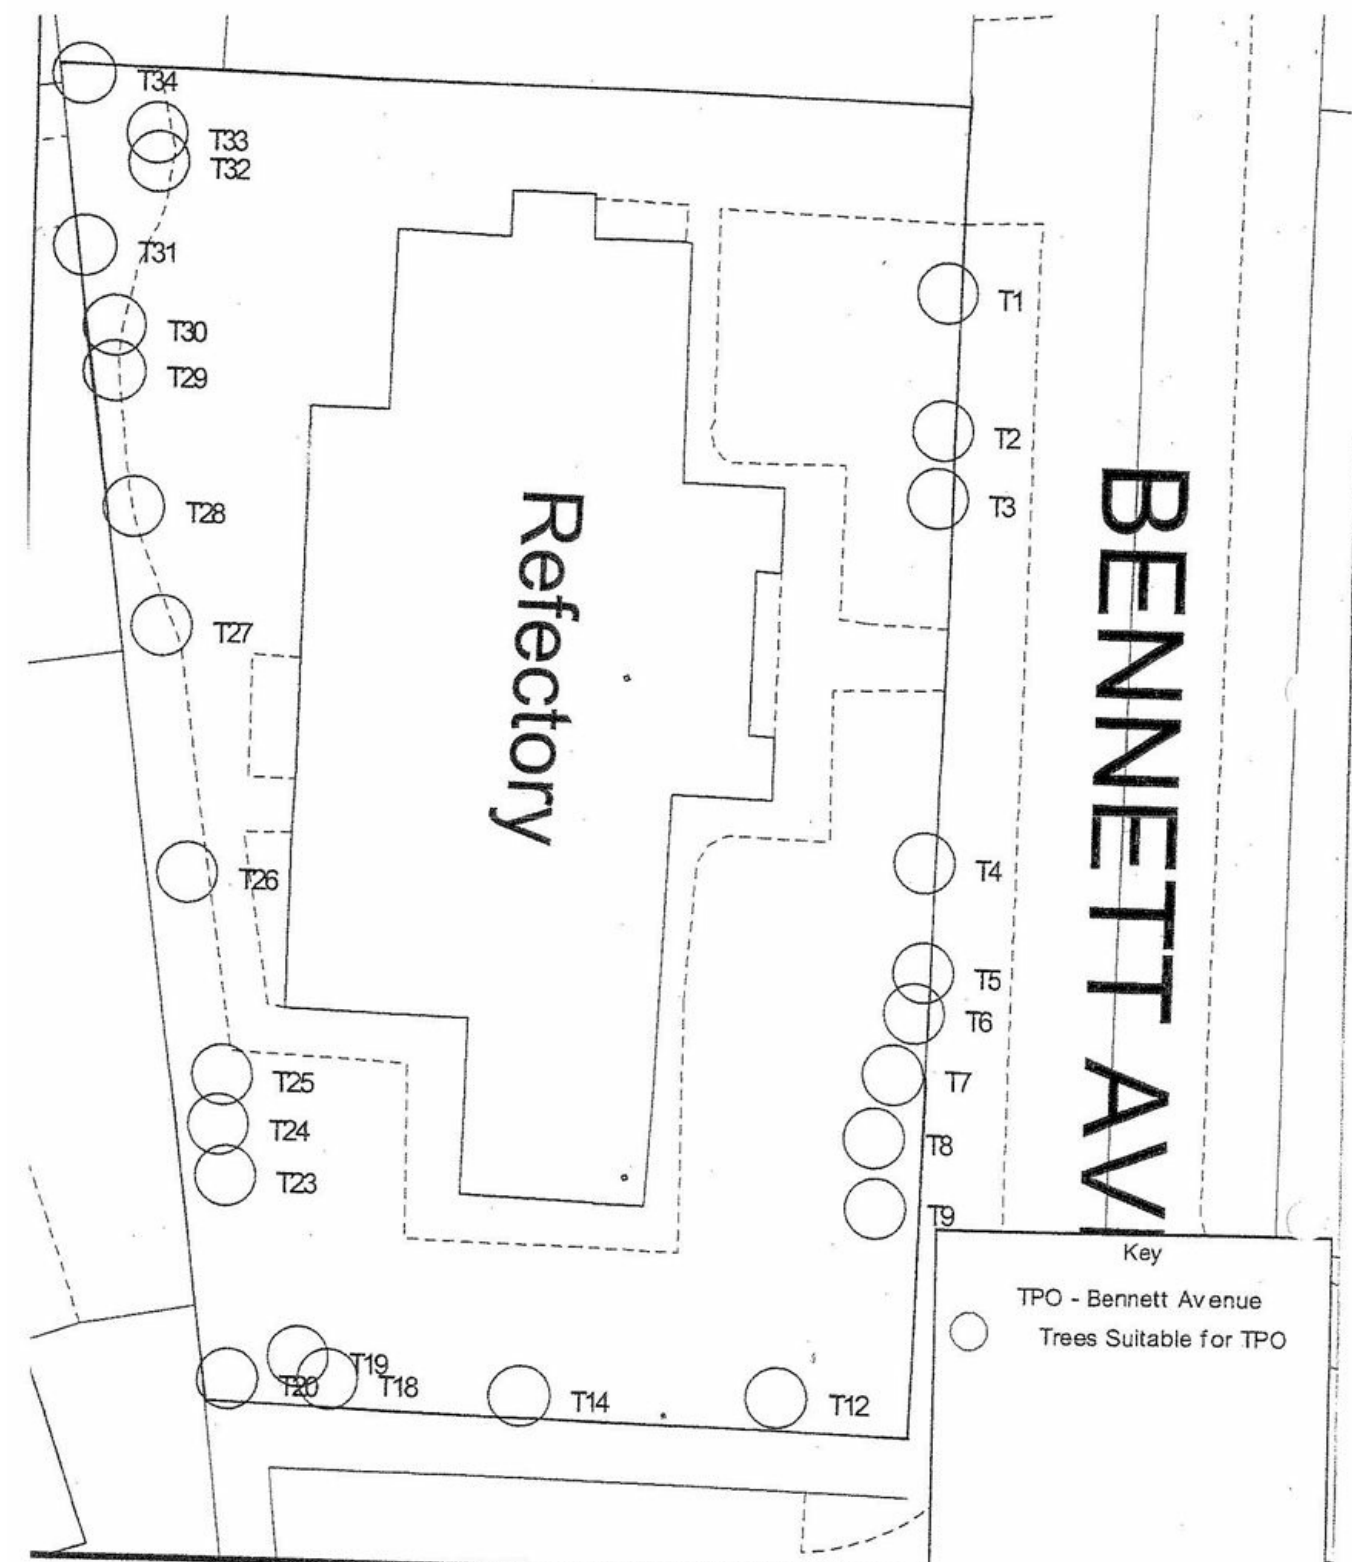 T34
T33
T32
T31
T30
T29
T28
T27
T26
T25
T24
T23
T20
T19
T18
T14
T12
T1
T2
T3
T4
T5
T6
T7
T8
T9
Refectory
BENNETT AV
Key
TPO - Bennett Avenue
Trees Suitable for TPO